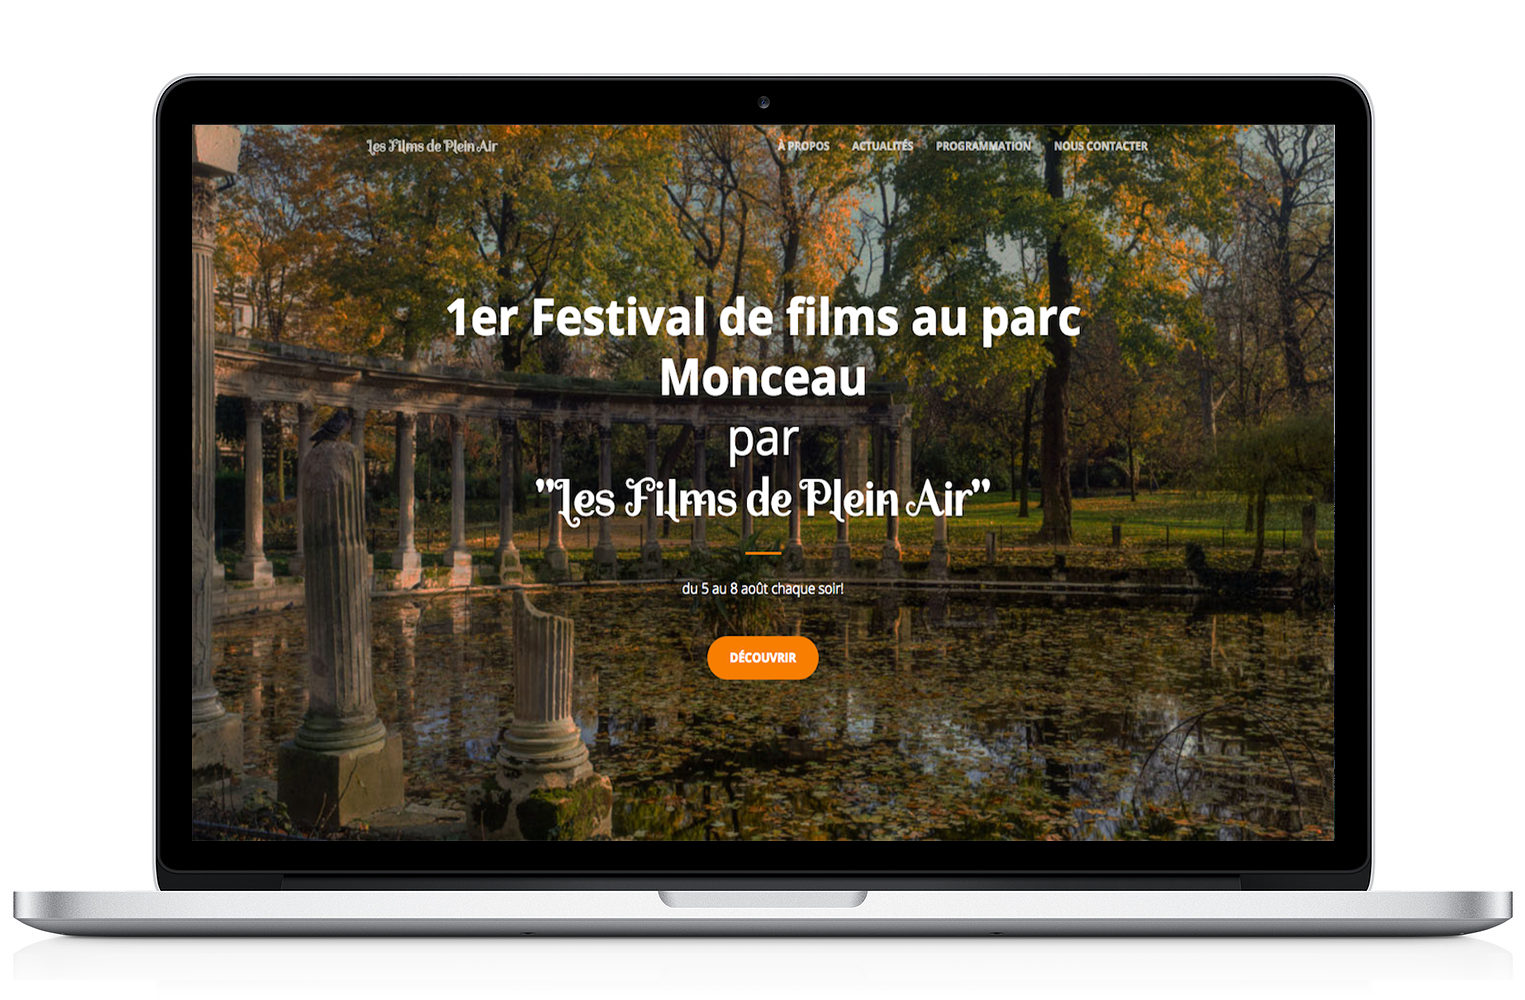 Les Films de Plein Air
À PROPOS ACTUALITÉS PROGRAMMATION NOUS CONTACTER
1er Festival de films au parc
Monceau
par
"Les Films de Plein Air"
du 5 au 8 août chaque soir!
DÉCOUVRIR